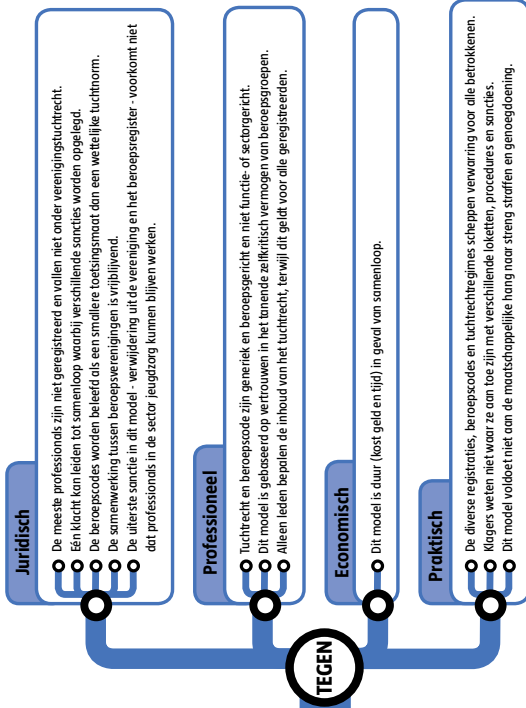 TEGEN
Juridisch
De meeste professionals zijn niet geregistreerd en vallen niet onder verenigingstuchtrecht.
Eén klacht kan leiden tot samenloop waarbij verschillende sancties worden opgelegd.
De beroepscodes worden beleefd als een smallere toetsingsmaat dan een wettelijke tuchtnorm.
De samenwerking tussen beroepsverenigingen is vrijblijvend.
De uiterste sanctie in dit model - verwijdering uit de vereniging en het beroepsregister - voorkomt niet
dat professionals in de sector jeugdzorg kunnen blijven werken.
Professioneel
Tuchtrecht en beroepscode zijn generiek en beroepsgericht en niet functie- of sectorgericht.
Dit model is gebaseerd op vertrouwen in het tanende zelfkritisch vermogen van beroepsgroepen.
Alleen leden bepalen de inhoud van het tuchtrecht, terwijl dit geldt voor alle geregistreerden.
Economisch
Dit model is duur (kost geld en tijd) in geval van samenloop.
Praktisch
De diverse registraties, beroepscodes en tuchtrechtregimes scheppen verwarring voor alle betrokkenen.
Klagers weten niet waar ze aan toe zijn met verschillende loketten, procedures en sancties.
Dit model voldoet niet aan de maatschappelijke hang naar streng straffen en genoegdoening.